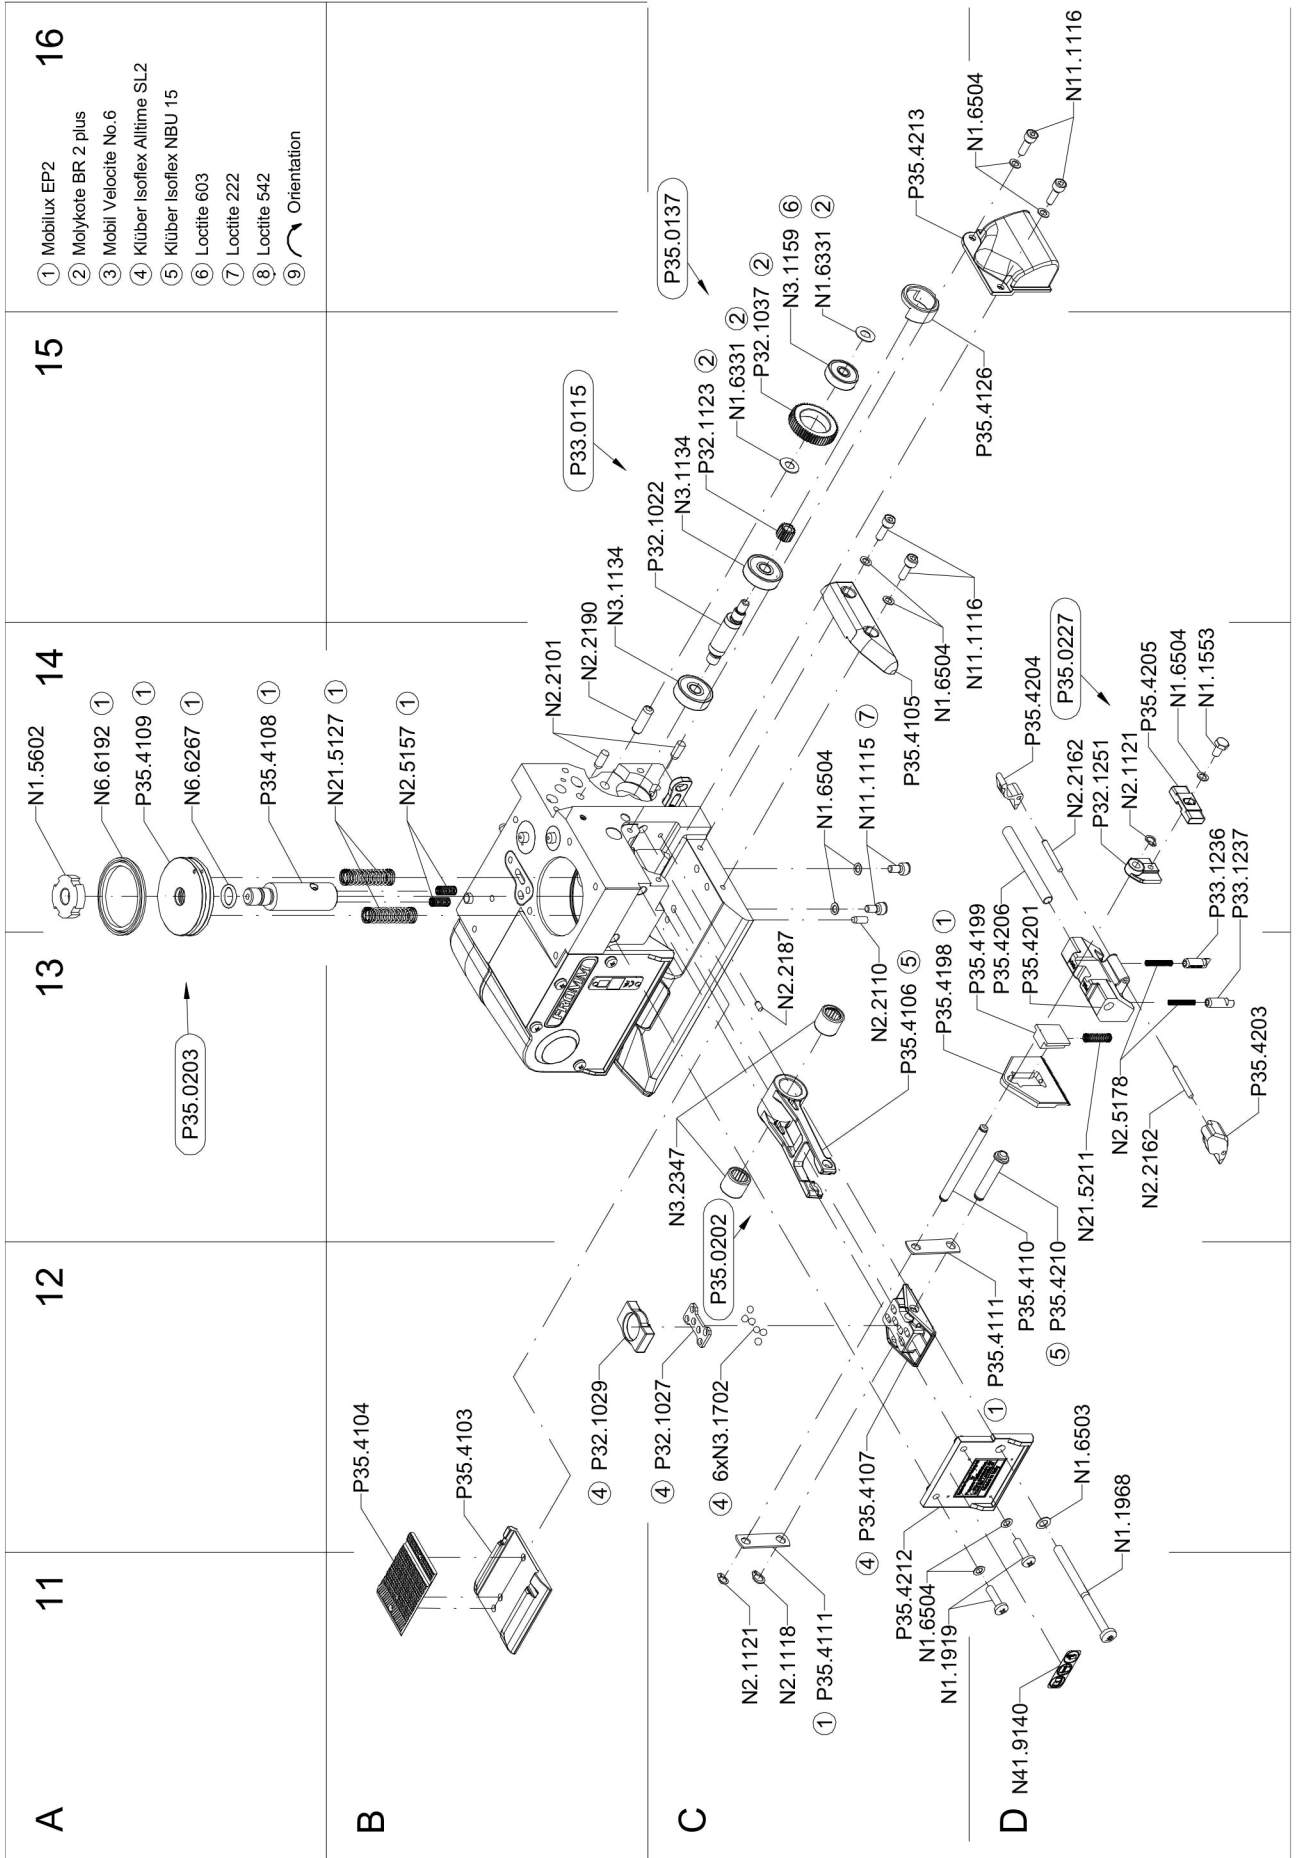 A
B
C
D
11
12
13
14
15
16
① Mobilux EP2
② Molykote BR 2 plus
③ Mobil Velocite No.6
④ Klüber Isoflex Alltime SL2
⑤ Klüber Isoflex NBU 15
⑥ Loctite 603
⑦ Loctite 222
⑧ Loctite 542
⑨ Orientation
N1.5602
N6.6192 ①
P35.4109 ①
N6.6267 ①
P35.4108 ①
N21.5127 ①
N2.5157 ①
P35.0203
P35.4104
P35.4103
FROMM
④ P32.1029
④ P32.1027
④ 6xN3.1702
P33.0115
N2.2101
N2.2190
N3.1134
P32.1022
N3.1134
P32.1123 ②
N1.6331 ②
P32.1037 ②
N3.1159 ⑥
N1.6331 ②
P35.0137
P35.4126
P35.4213
N1.6504
N11.1116
P35.4105
N1.6504
N11.1116
N1.6504
N11.1115 ⑦
N2.2187
N2.2110
N3.2347
P35.0202
P35.4106 ⑤
P35.4198 ①
P35.4199
P35.4206
P35.4201
P35.4204
N2.2162
P32.1251
N2.1121
P35.0227
P35.4205
N1.6504
N1.1553
P33.1236
P33.1237
N2.5178
N21.5211
N2.2162
P35.4203
P35.4110
⑤ P35.4210
① P35.4111
④ P35.4107
N2.1121
N2.1118
① P35.4111
P35.4212
N1.6504
N1.1919
N1.6503
N1.1968
N41.9140